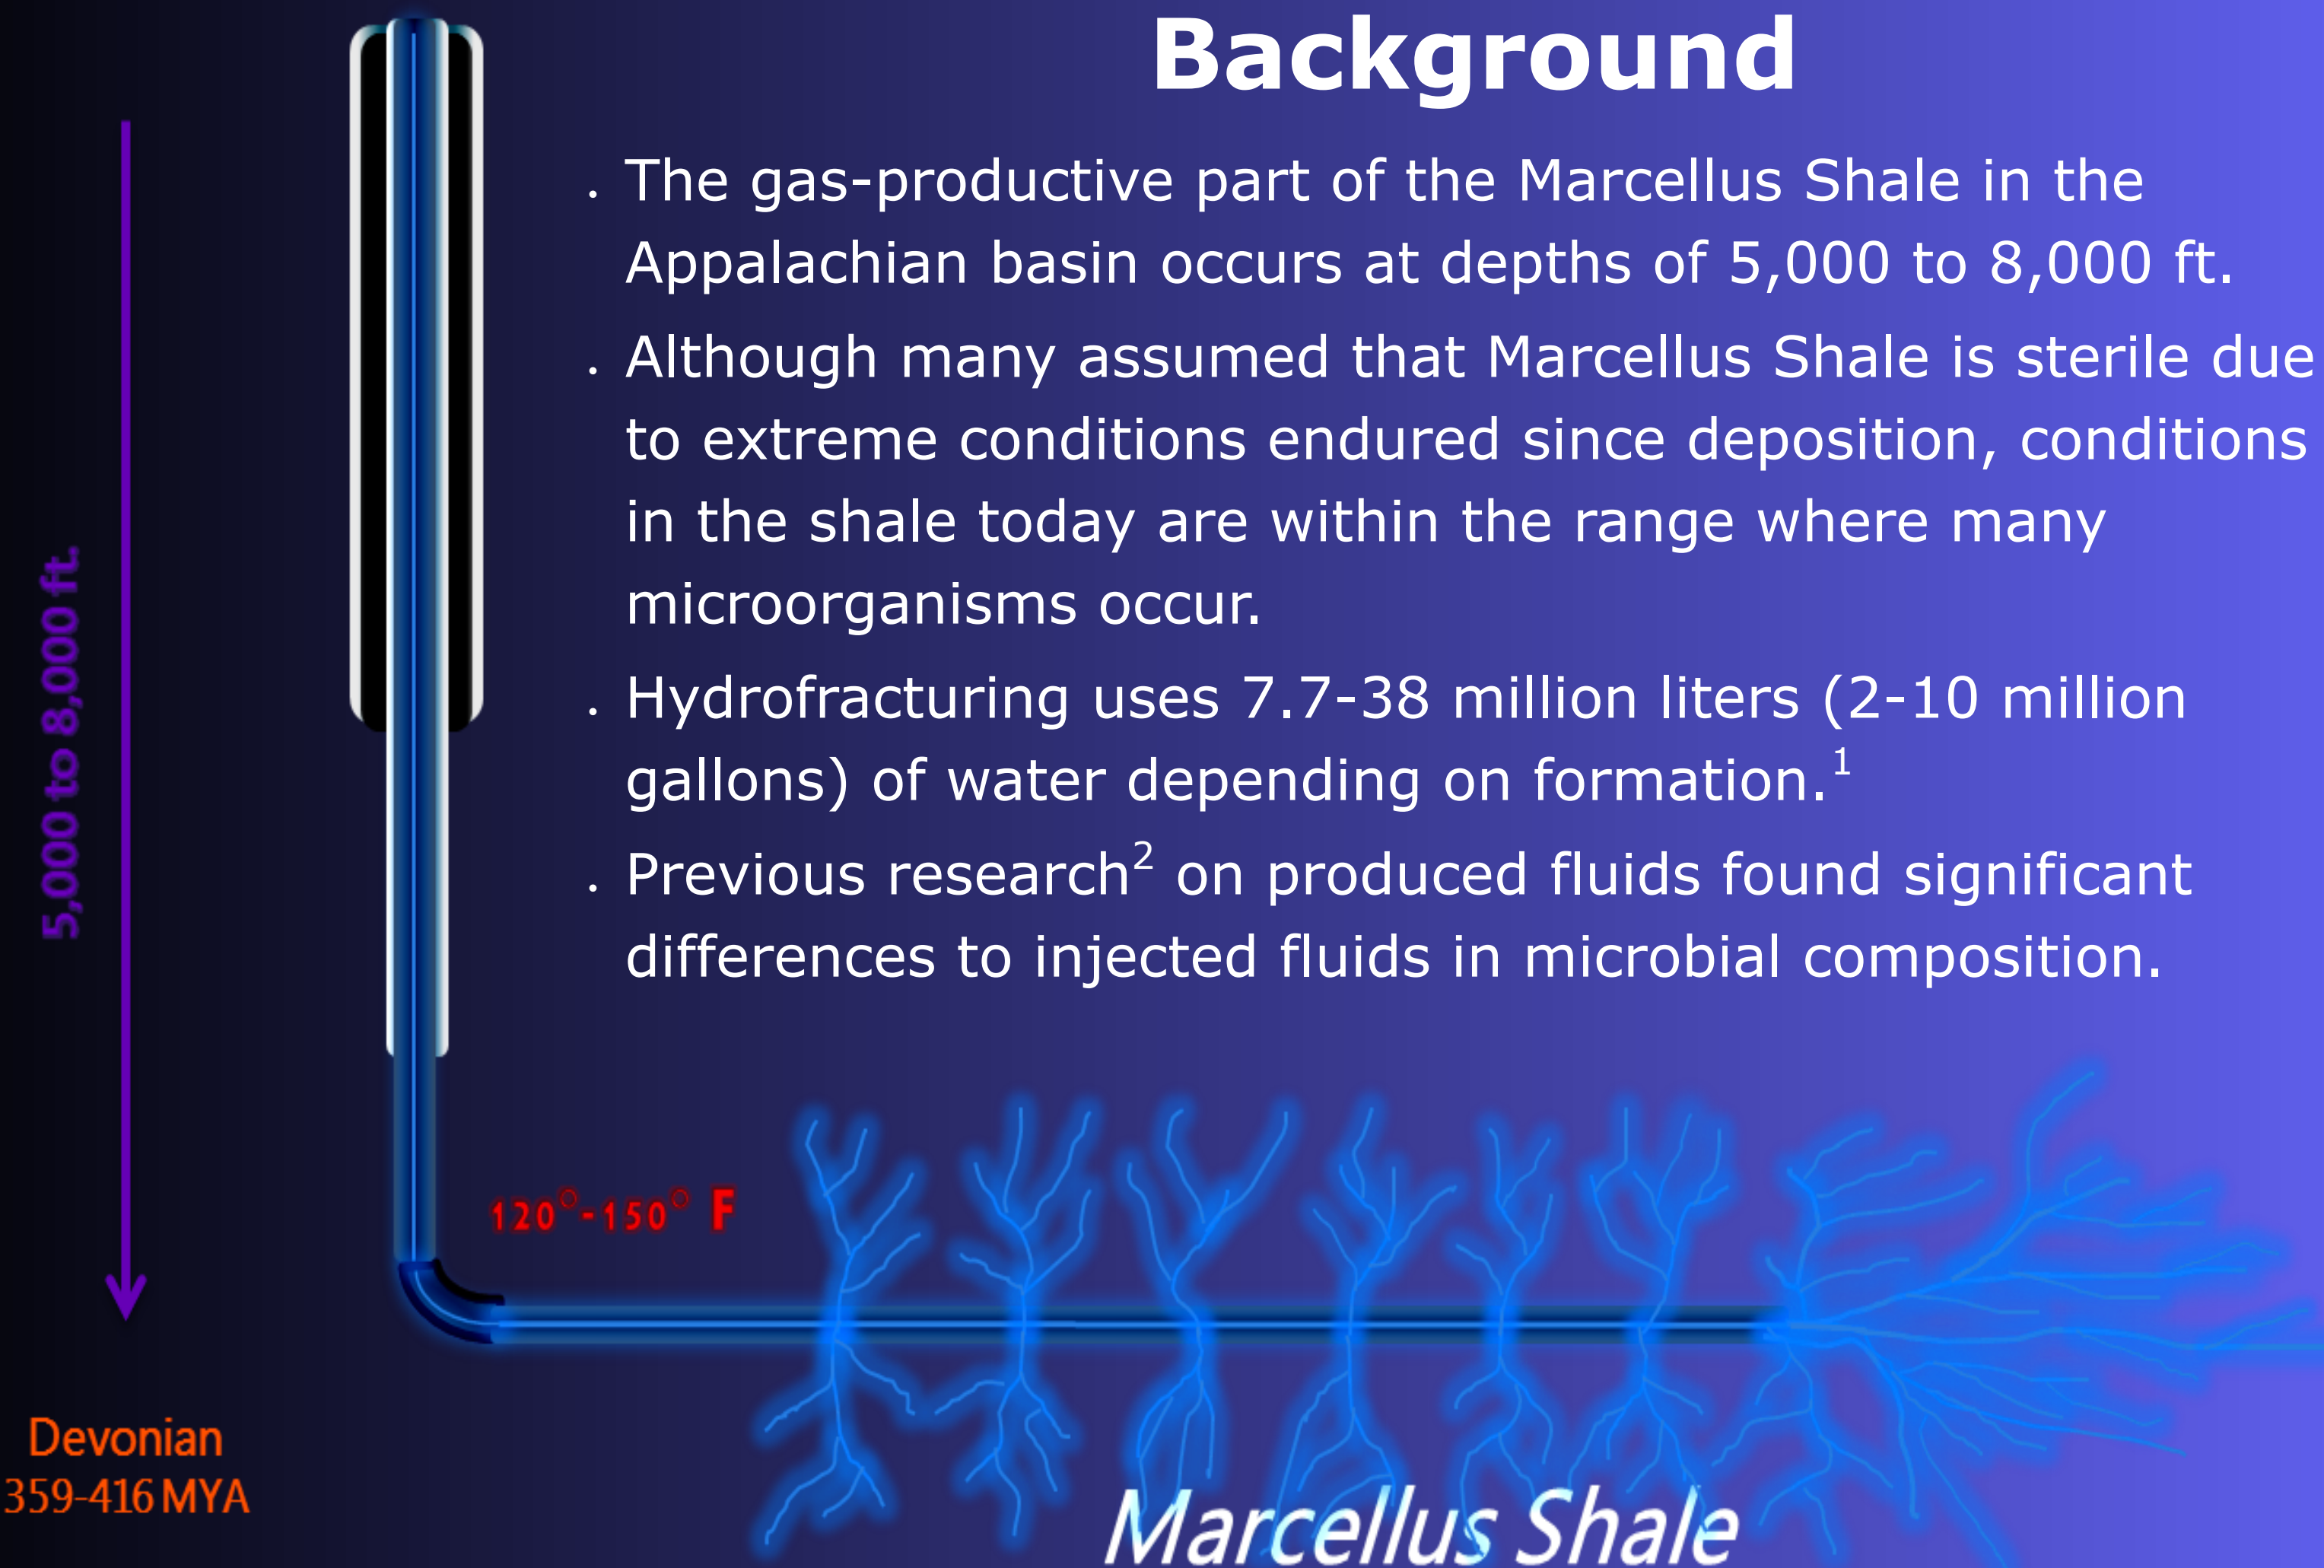 Background
. The gas-productive part of the Marcellus Shale in the
Appalachian basin occurs at depths of 5,000 to 8,000 ft.
. Although many assumed that Marcellus Shale is sterile due
to extreme conditions endured since deposition, conditions
in the shale today are within the range where many
microorganisms occur.
. Hydrofracturing uses 7.7-38 million liters (2-10 million
gallons) of water depending on formation.¹
. Previous research² on produced fluids found significant
differences to injected fluids in microbial composition.
5,000 to 8,000 ft.
120°-150° F
Devonian
359-416 MYA
Marcellus Shale